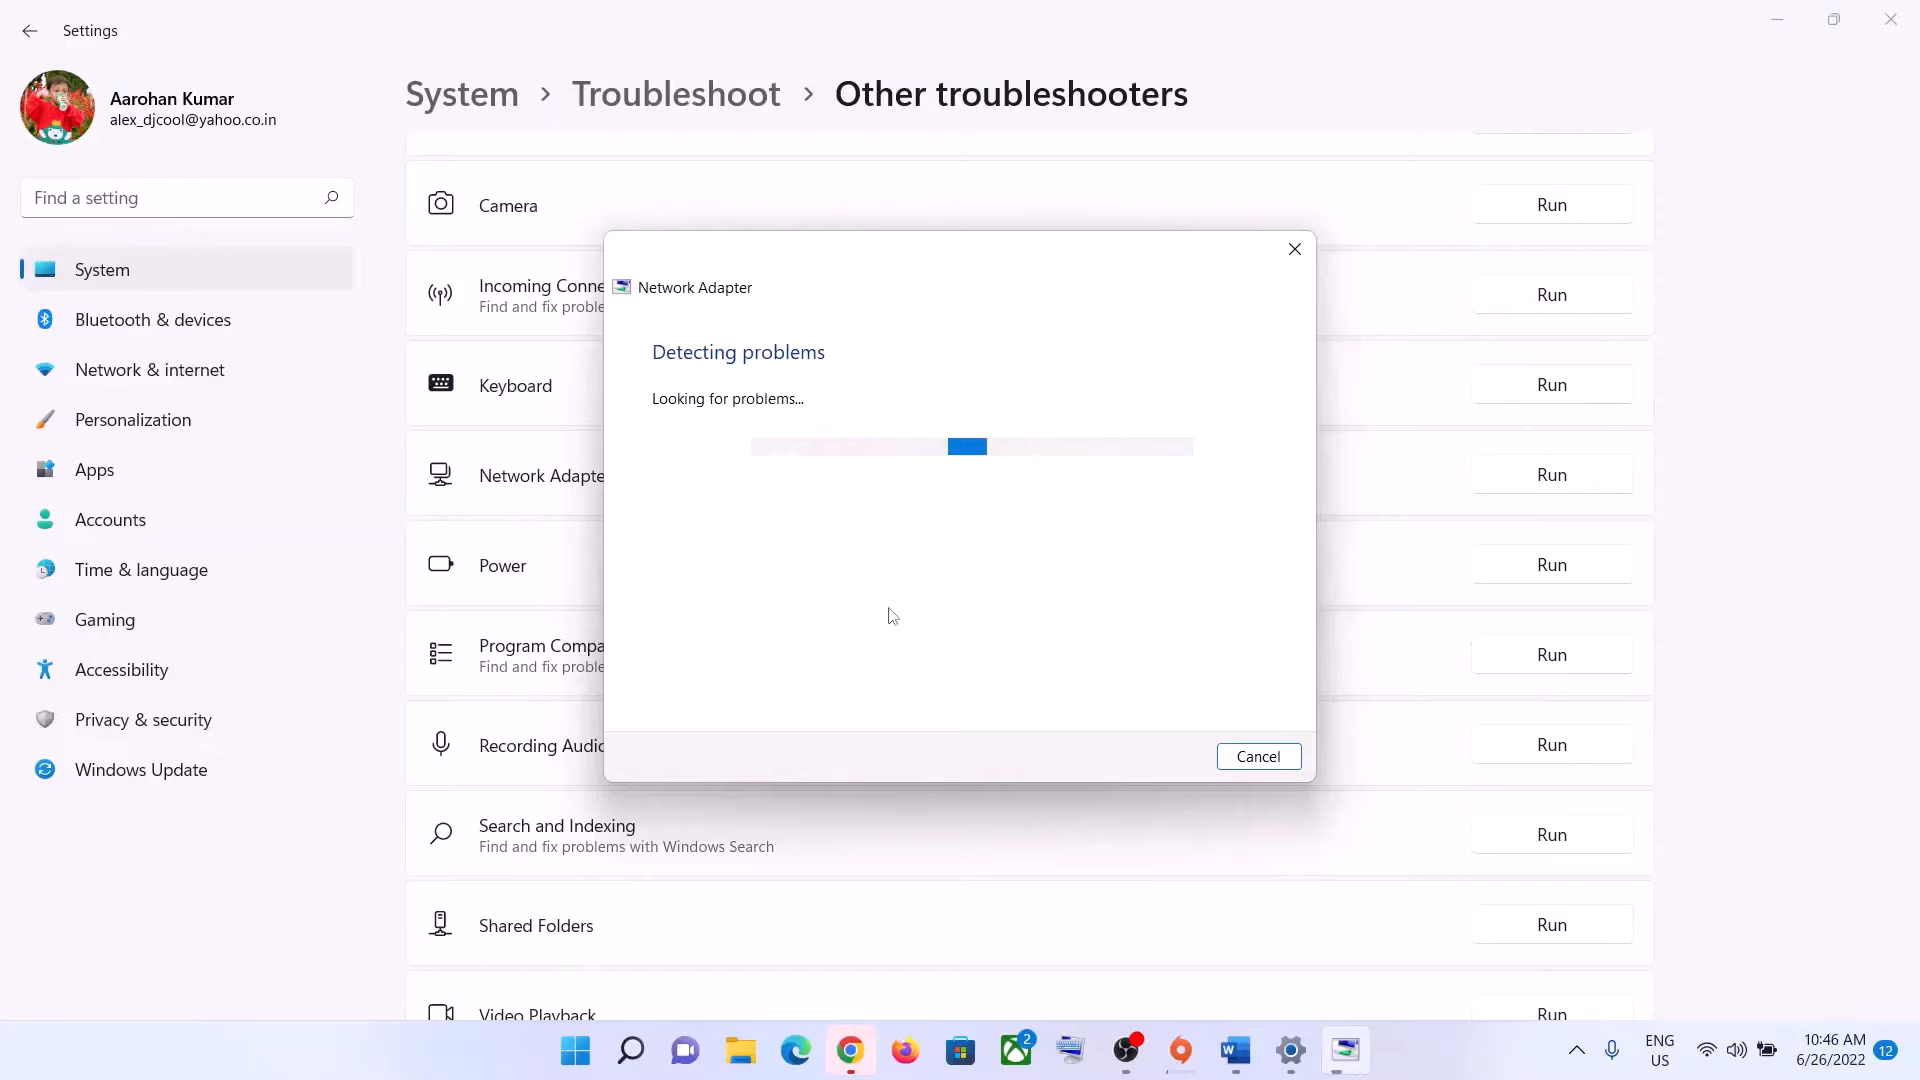 Settings
Aarohan Kumar
alex_djcool@yahoo.co.in
Find a setting
System
Bluetooth & devices
Network & internet
Personalization
Apps
Accounts
Time & language
Gaming
Accessibility
Privacy & security
Windows Update
System > Troubleshoot > Other troubleshooters
Camera
Run
Incoming Conne
Find and fix proble
Run
Keyboard
Run
Network Adapte
Run
Power
Run
Program Compa
Find and fix proble
Run
Recording Audio
Run
Search and Indexing
Find and fix problems with Windows Search
Run
Shared Folders
Run
Video Playback
Run
Network Adapter
Detecting problems
Looking for problems...
Cancel
2
ENG
US
10:46 AM
6/26/2022
12